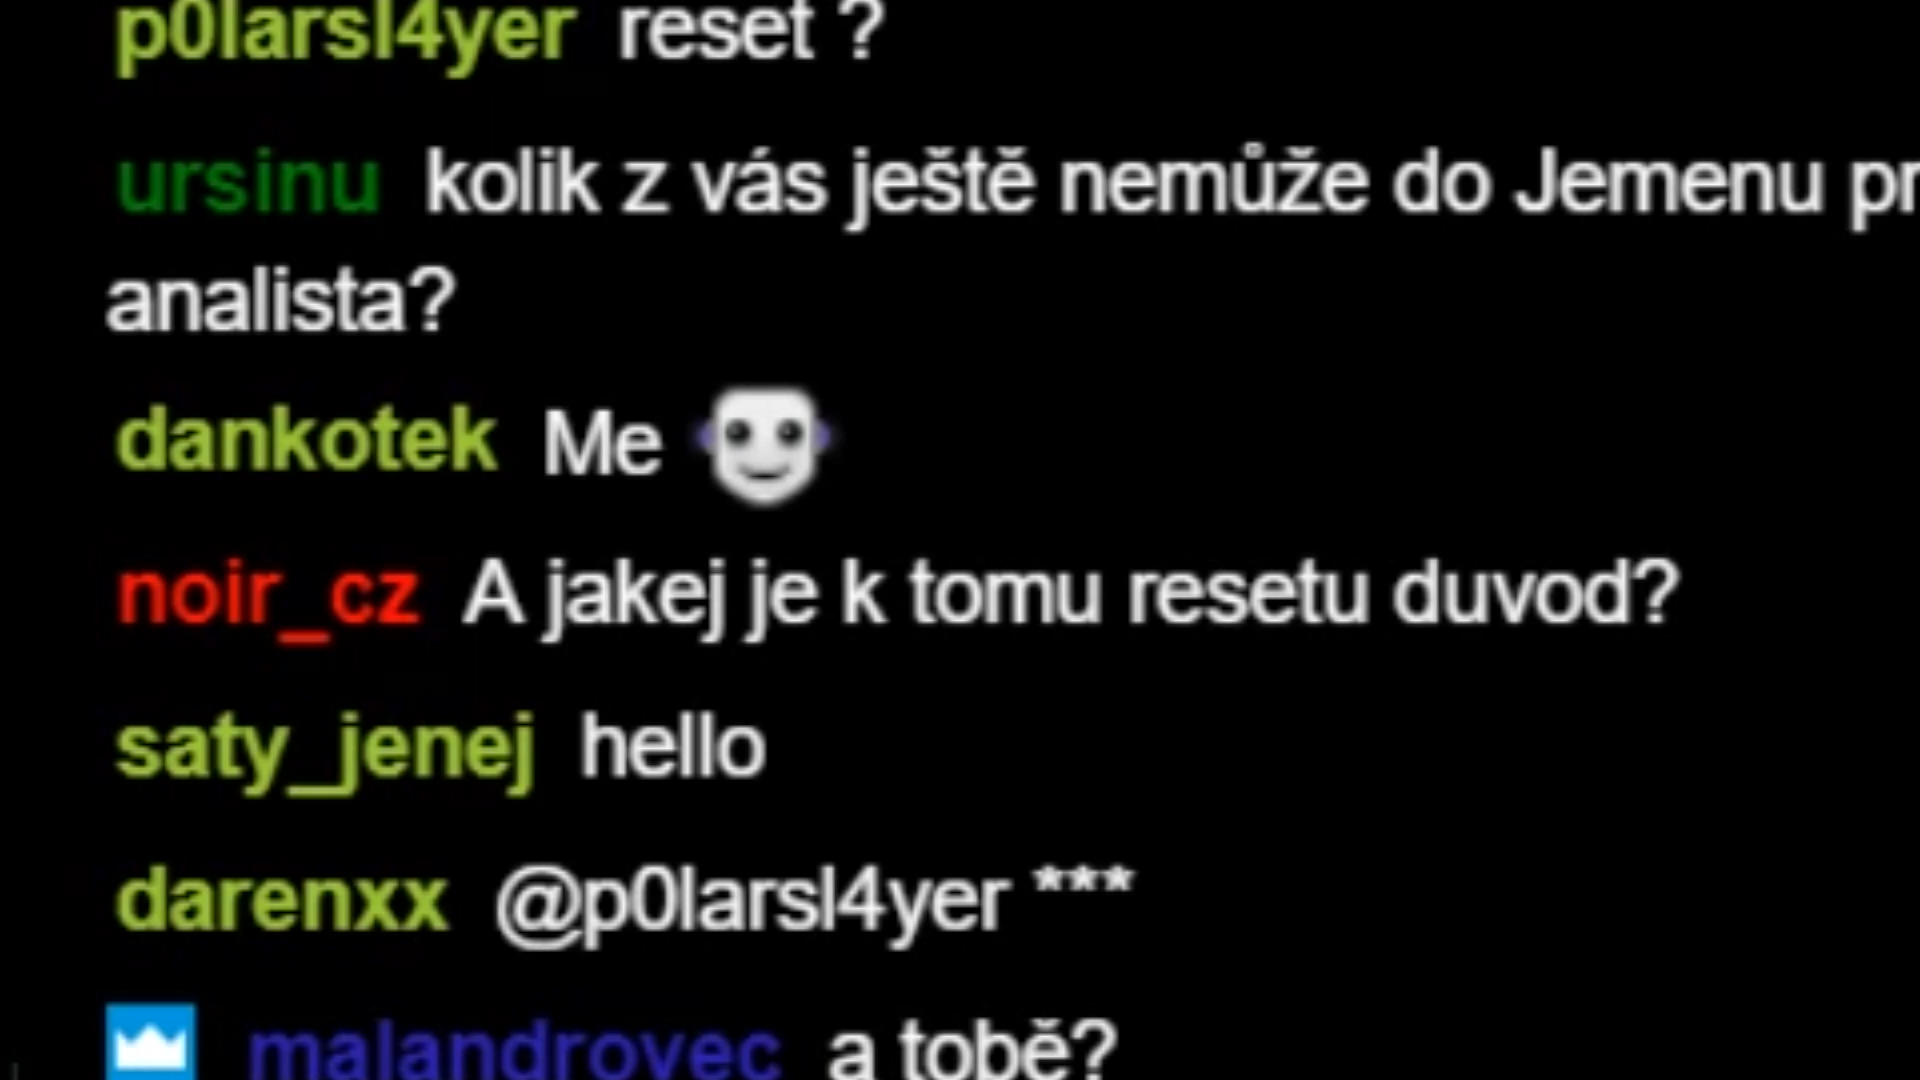 p0larsl4yer reset ?
ursinu kolik z vás ještě nemůže do Jemenu
analista?
dankotek Me
noir_cz A jakej je k tomu resetu duvod?
saty_jenej hello
darenxx @p0larsl4yer ***
malandrovec a tobě?